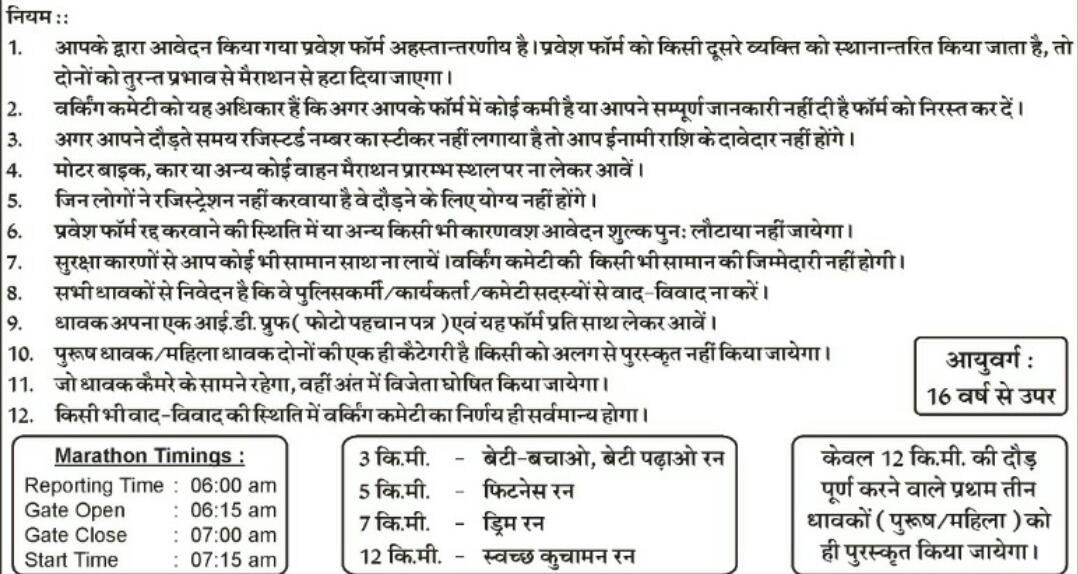 नियम ::
1. आपके द्वारा आवेदन किया गया प्रवेश फॉर्म अहस्तान्तरणीय है। प्रवेश फॉर्म को किसी दूसरे व्यक्ति को स्थानान्तरित किया जाता है, तो
दोनों को तुरन्त प्रभाव से मैराथन से हटा दिया जाएगा।
2. वर्किंग कमेटी को यह अधिकार हैं कि अगर आपके फॉर्म में कोई कमी है या आपने सम्पूर्ण जानकारी नहीं दी है फॉर्म को निरस्त कर दें।
3. अगर आपने दौड़ते समय रजिस्टर्ड नम्बर का स्टीकर नहीं लगाया है तो आप ईनामी राशि के दावेदार नहीं होंगे।
4. मोटर बाइक, कार या अन्य कोई वाहन मैराथन प्रारम्भ स्थल पर ना लेकर आवें।
5. जिन लोगों ने रजिस्ट्रेशन नहीं करवाया है वे दौड़ने के लिए योग्य नहीं होंगे।
6. प्रवेश फॉर्म रद्द करवाने की स्थिति में या अन्य किसी भी कारणवश आवेदन शुल्क पुनः लौटाया नहीं जायेगा।
7. सुरक्षा कारणों से आप कोई भी सामान साथ ना लायें। वर्किंग कमेटी की किसी भी सामान की जिम्मेदारी नहीं होगी।
8. सभी धावकों से निवेदन है कि वे पुलिसकर्मी/कार्यकर्ता/कमेटी सदस्यों से वाद-विवाद ना करें।
9. धावक अपना एक आई.डी. प्रुफ ( फोटो पहचान पत्र ) एवं यह फॉर्म प्रति साथ लेकर आवें।
10. पुरूष धावक/महिला धावक दोनों की एक ही कैटेगरी है। किसी को अलग से पुरस्कृत नहीं किया जायेगा।
11. जो धावक कैमरे के सामने रहेगा, वहीं अंत में विजेता घोषित किया जायेगा।
12. किसी भी वाद-विवाद की स्थिति में वर्किंग कमेटी का निर्णय ही सर्वमान्य होगा।
आयुवर्ग :
16 वर्ष से उपर
Marathon Timings :
Reporting Time : 06:00 am
Gate Open : 06:15 am
Gate Close : 07:00 am
Start Time : 07:15 am
3 कि.मी. - बेटी-बचाओ, बेटी पढ़ाओ रन
5 कि.मी. - फिटनेस रन
7 कि.मी. - ड्रिम रन
12 कि.मी. - स्वच्छ कुचामन रन
केवल 12 कि.मी. की दौड़
पूर्ण करने वाले प्रथम तीन
धावकों ( पुरूष/महिला ) को
ही पुरस्कृत किया जायेगा।